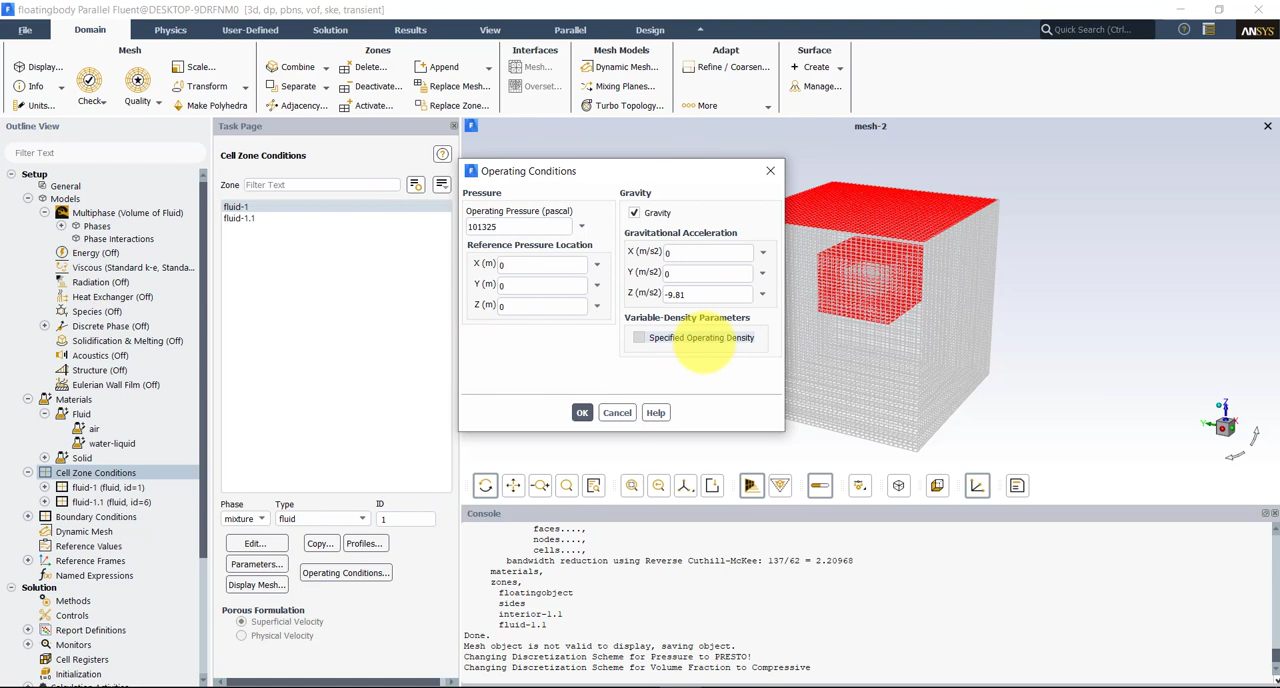 floatingbody Parallel Fluent@DESKTOP-9DRFNM0 [3d, dp, pbns, vof, ske, transient]
File Domain Physics User-Defined Solution Results View Parallel Design Quick Search (Ctrl... ANSYS
Mesh Zones Interfaces Mesh Models Adapt Surface
Display... Scale... Combine Delete... Append Mesh... Dynamic Mesh... Refine / Coarsen... Create
Info Check Quality Transform Separate Deactivate... Replace Mesh... Overset... Mixing Planes... Manage...
Units... Make Polyhedra Adjacency... Activate... Replace Zone... Turbo Topology... More
Outline View
Filter Text
Setup
General
Models
Multiphase (Volume of Fluid)
Phases
Phase Interactions
Energy (Off)
Viscous (Standard k-e, Standa...
Radiation (Off)
Heat Exchanger (Off)
Species (Off)
Discrete Phase (Off)
Solidification & Melting (Off)
Acoustics (Off)
Structure (Off)
Eulerian Wall Film (Off)
Materials
Fluid
air
water-liquid
Solid
Cell Zone Conditions
fluid-1 (fluid, id=1)
fluid-1.1 (fluid, id=6)
Boundary Conditions
Dynamic Mesh
Reference Values
Reference Frames
Named Expressions
Solution
Methods
Controls
Report Definitions
Monitors
Cell Registers
Initialization
Calculation Activities
Task Page
Cell Zone Conditions
Zone Filter Text
fluid-1
fluid-1.1
Phase Type ID
mixture fluid 1
Edit... Copy... Profiles...
Parameters... Operating Conditions...
Display Mesh...
Porous Formulation
Superficial Velocity
Physical Velocity
mesh-2
Operating Conditions
Pressure
Operating Pressure (pascal)
101325
Reference Pressure Location
X (m) 0
Y (m) 0
Z (m) 0
Gravity
Gravity
Gravitational Acceleration
X (m/s2) 0
Y (m/s2) 0
Z (m/s2) -9.81
Variable-Density Parameters
Specified Operating Density
OK Cancel Help
Z
Y
X
Console
faces....,
nodes....,
cells....,
bandwidth reduction using Reverse Cuthill-McKee: 137/62 = 2.20968
materials,
zones,
floatingobject
sides
interior-1.1
fluid-1.1
Done.
Mesh object is not valid to display, saving object.
Changing Discretization Scheme for Pressure to PRESTO!
Changing Discretization Scheme for Volume Fraction to Compressive